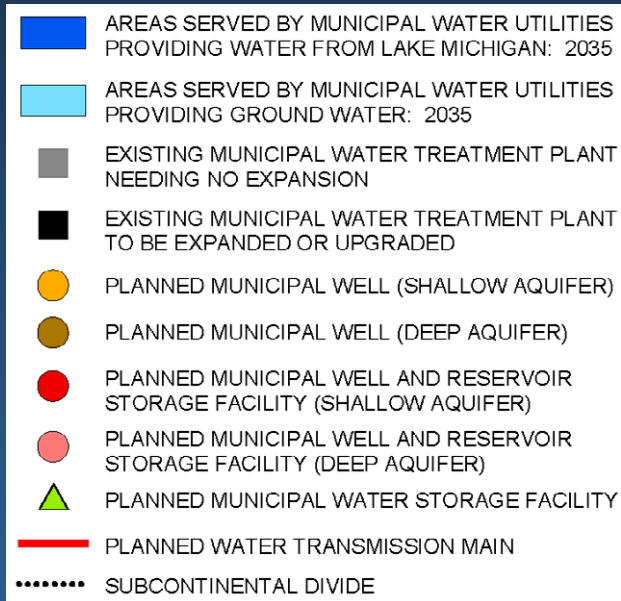 AREAS SERVED BY MUNICIPAL WATER UTILITIES
PROVIDING WATER FROM LAKE MICHIGAN: 2035
AREAS SERVED BY MUNICIPAL WATER UTILITIES
PROVIDING GROUND WATER: 2035
EXISTING MUNICIPAL WATER TREATMENT PLANT
NEEDING NO EXPANSION
EXISTING MUNICIPAL WATER TREATMENT PLANT
TO BE EXPANDED OR UPGRADED
PLANNED MUNICIPAL WELL (SHALLOW AQUIFER)
PLANNED MUNICIPAL WELL (DEEP AQUIFER)
PLANNED MUNICIPAL WELL AND RESERVOIR
STORAGE FACILITY (SHALLOW AQUIFER)
PLANNED MUNICIPAL WELL AND RESERVOIR
STORAGE FACILITY (DEEP AQUIFER)
PLANNED MUNICIPAL WATER STORAGE FACILITY
PLANNED WATER TRANSMISSION MAIN
SUBCONTINENTAL DIVIDE